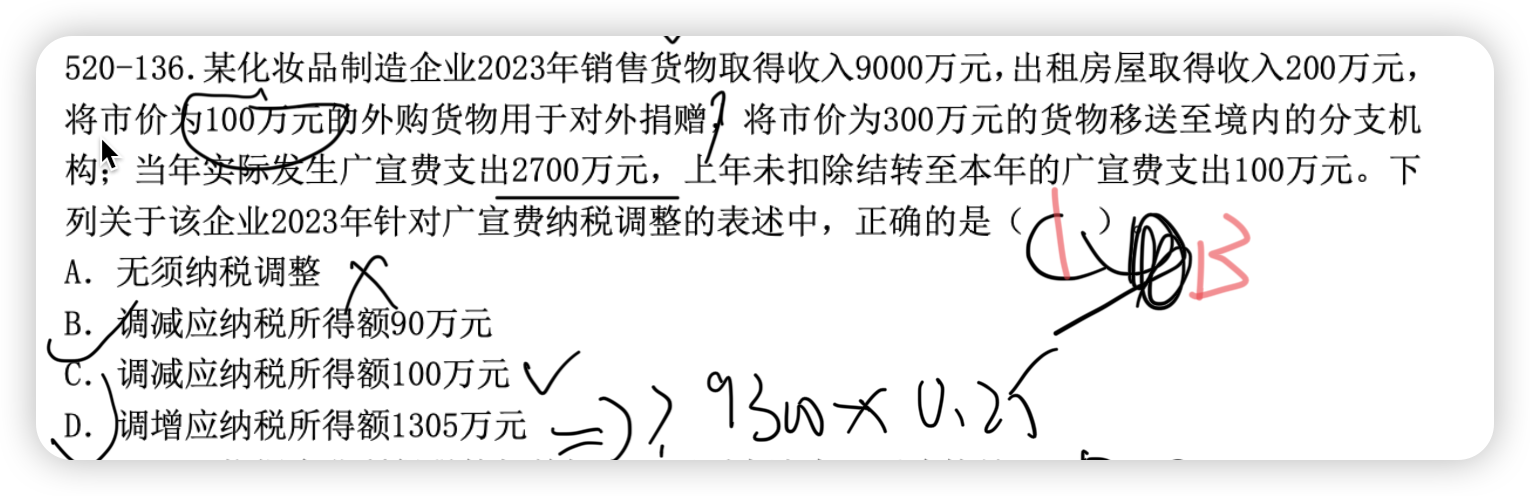 520-136.某化妆品制造企业2023年销售货物取得收入9000万元,出租房屋取得收入200万元,
将市价为100万元的外购货物用于对外捐赠,?将市价为300万元的货物移送至境内的分支机
构;当年实际发生广宣费支出2700万元,上年未扣除结转至本年的广宣费支出100万元。下
列关于该企业2023年针对广宣费纳税调整的表述中,正确的是( )
B
A. 无须纳税调整 ×
B. 调减应纳税所得额90万元
C. 调减应纳税所得额100万元 ✓
D. 调增应纳税所得额1305万元
9300×0.25